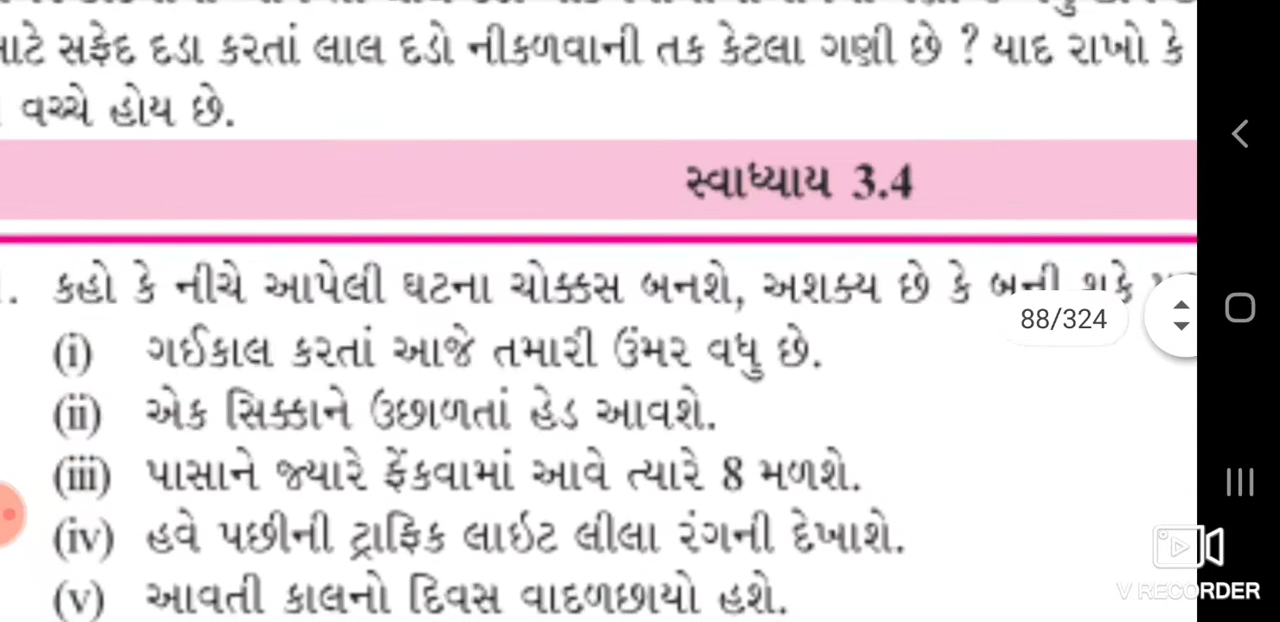 સફેદ દડા કરતાં લાલ દડો નીકળવાની તક કેટલા ગણી છે ? યાદ રાખો કે
વચ્ચે હોય છે.
સ્વાધ્યાય 3.4
કહો કે નીચે આપેલી ઘટના ચોક્કસ બનશે, અશક્ય છે કે બની શકે
88/324
(i) ગઈકાલ કરતાં આજે તમારી ઉંમર વધુ છે.
(ii) એક સિક્કાને ઉછાળતાં હેડ આવશે.
(iii) પાસાને જ્યારે ફેંકવામાં આવે ત્યારે 8 મળશે.
(iv) હવે પછીની ટ્રાફિક લાઇટ લીલા રંગની દેખાશે.
(v) આવતી કાલનો દિવસ વાદળછાયો હશે.
V RECORDER